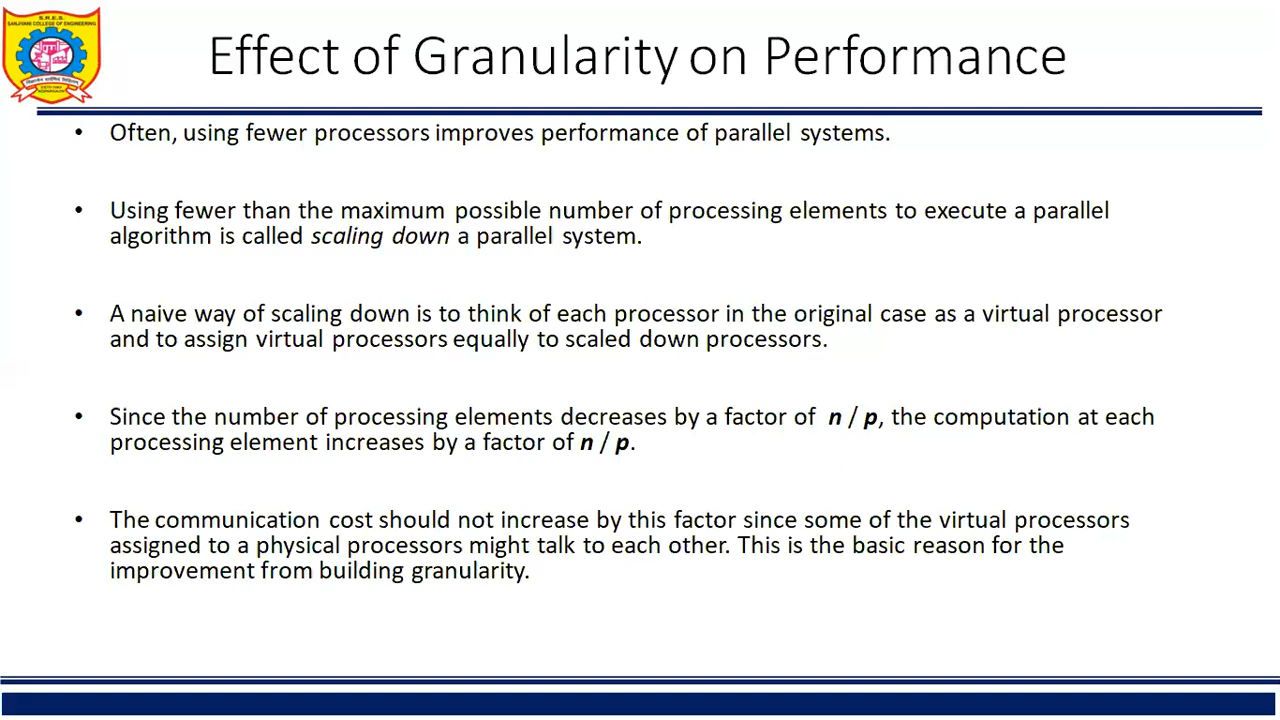 S.R.E.S.
SANJIVANI COLLEGE OF ENGINEERING
Effect of Granularity on Performance
• Often, using fewer processors improves performance of parallel systems.
• Using fewer than the maximum possible number of processing elements to execute a parallel
algorithm is called scaling down a parallel system.
• A naive way of scaling down is to think of each processor in the original case as a virtual processor
and to assign virtual processors equally to scaled down processors.
• Since the number of processing elements decreases by a factor of n / p, the computation at each
processing element increases by a factor of n / p.
• The communication cost should not increase by this factor since some of the virtual processors
assigned to a physical processors might talk to each other. This is the basic reason for the
improvement from building granularity.